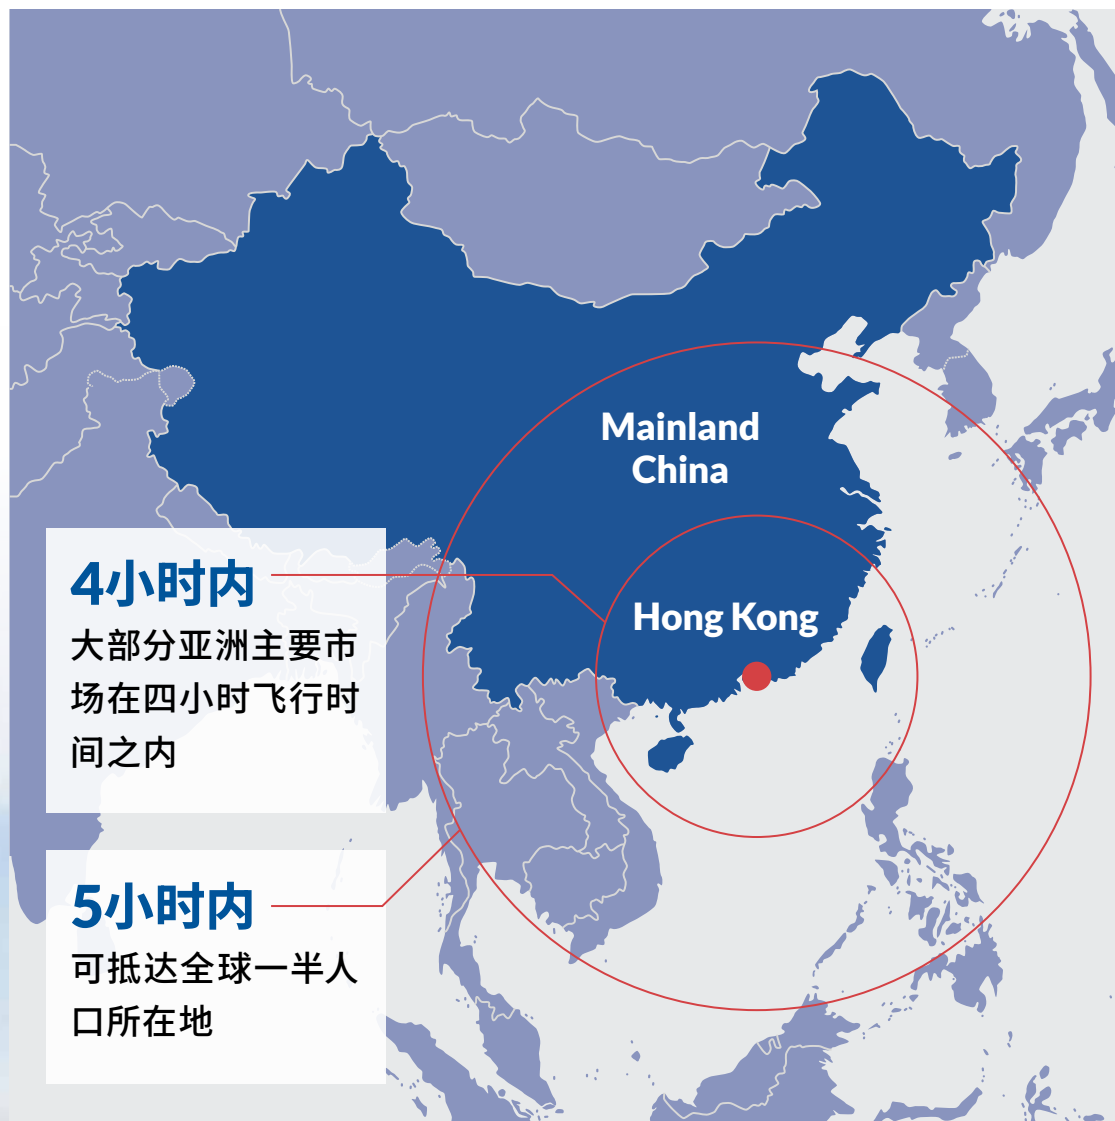 Mainland
China
Hong Kong
4小时内
大部分亚洲主要市
场在四小时飞行时
间之内
5小时内
可抵达全球一半人
口所在地